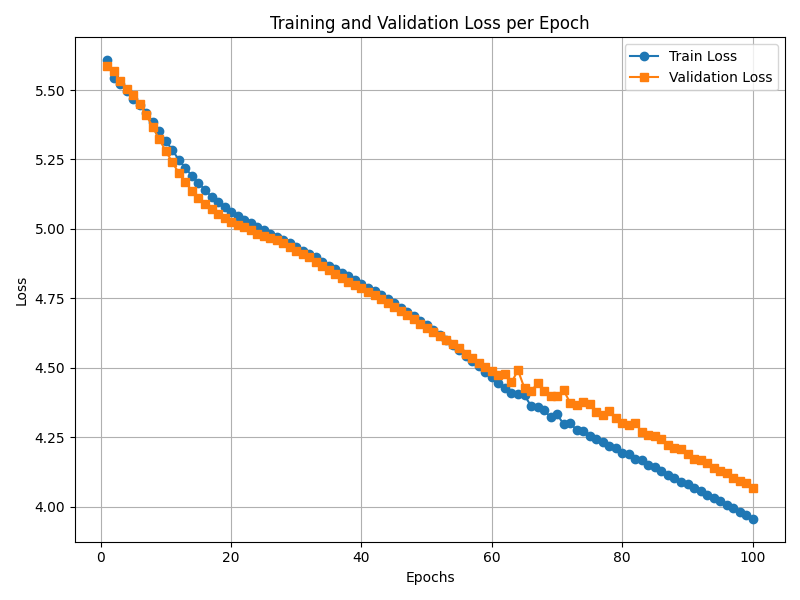 Training and Validation Loss per Epoch
Train Loss
Validation Loss
5.50
5.25
5.00
4.75
4.50
4.25
4.00
Loss
0 20 40 60 80 100
Epochs